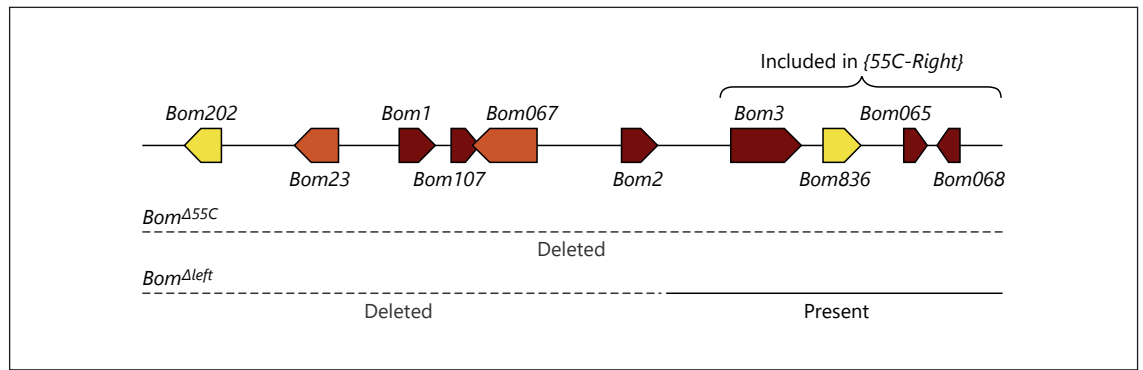 Included in {55C-Right}
Bom202 Bom1 Bom067 Bom3 Bom065
Bom23 Bom107 Bom2 Bom836 Bom068
BomΔ55C
Deleted
BomΔleft
Deleted Present